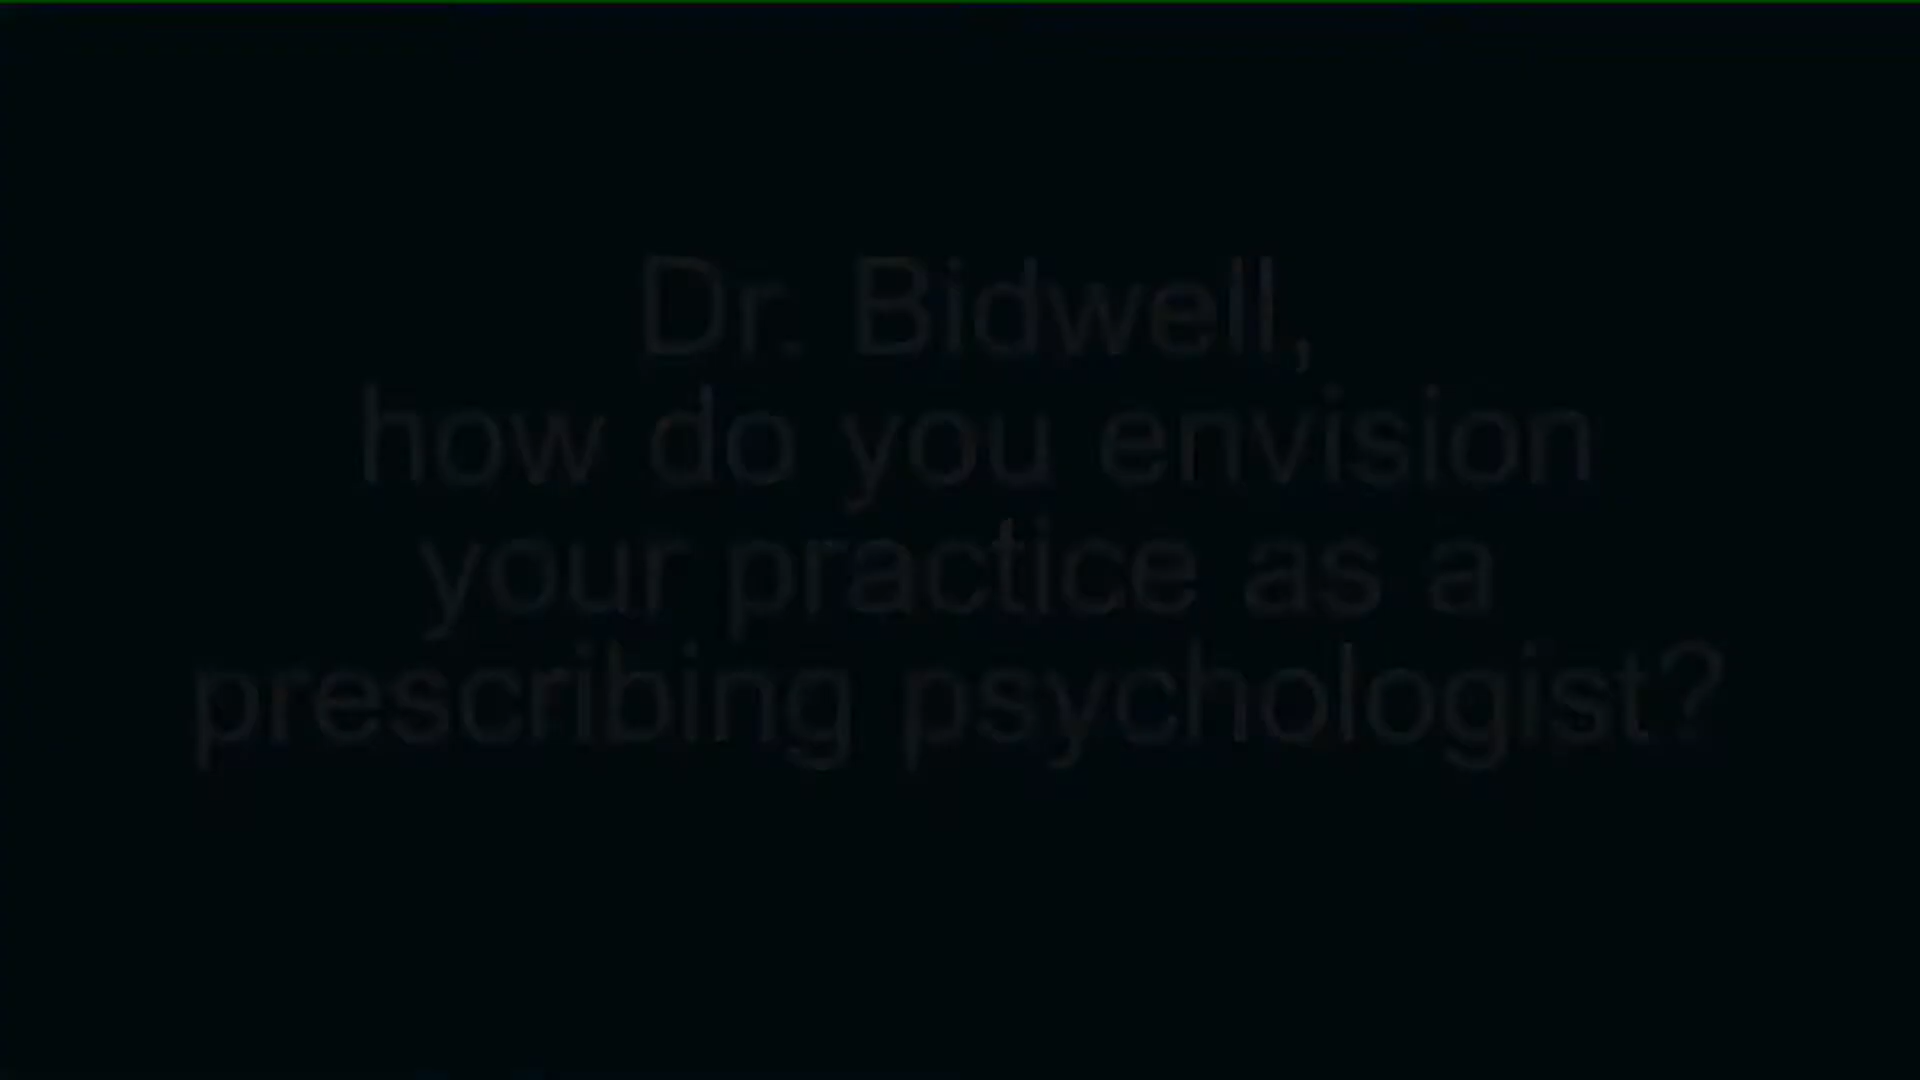 Dr. Bidwell,
how do you envision
your practice as a
prescribing psychologist?